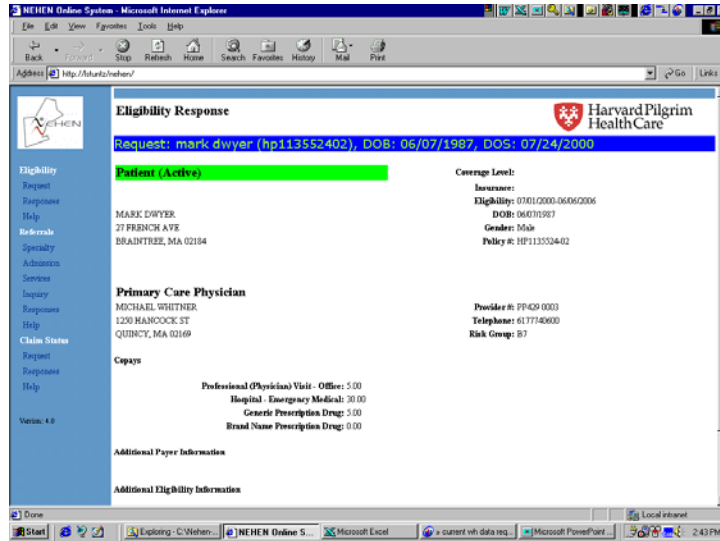 NEHEN Online System - Microsoft Internet Explorer
File Edit View Favorites Tools Help
Back Forward Stop Refresh Home Search Favorites History Mail Print
Address http://lstuntz/nehen/ Go Links
NEHEN
Eligibility Response
Harvard Pilgrim
HealthCare
Request: mark dwyer (hp113552402), DOB: 06/07/1987, DOS: 07/24/2000
Eligibility
Request
Responses
Help
Referrals
Specialty
Admission
Services
Inquiry
Responses
Help
Claim Status
Request
Responses
Help
Version: 4.0
Patient (Active)
MARK DWYER
27 FRENCH AVE
BRAINTREE, MA 02184
Coverage Level:
Insurance:
Eligibility: 07/01/2000-06/06/2006
DOB: 06/07/1987
Gender: Male
Policy #: HP1135524-02
Primary Care Physician
MICHAEL WHITNER
1250 HANCOCK ST
QUINCY, MA 02169
Provider #: PP429 0003
Telephone: 6177740600
Risk Group: B7
Copays
Professional (Physician) Visit - Office: 5.00
Hospital - Emergency Medical: 30.00
Generic Prescription Drug: 5.00
Brand Name Prescription Drug: 0.00
Additional Payer Information
Additional Eligibility Information
Done Local intranet
Start Exploring - C:\Nehen-... NEHEN Online S... Microsoft Excel » current wh data req... Microsoft PowerPoint ... 2:43 PM